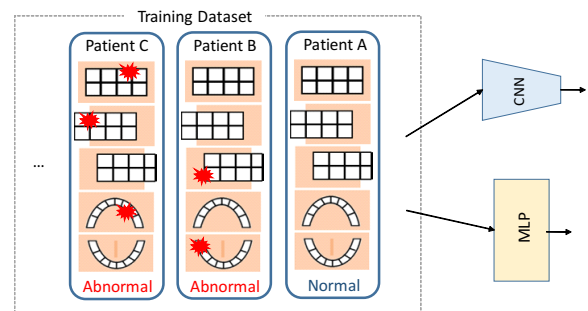 Training Dataset
Patient C
Patient B
Patient A
...
Abnormal
Abnormal
Normal
CNN
MLP